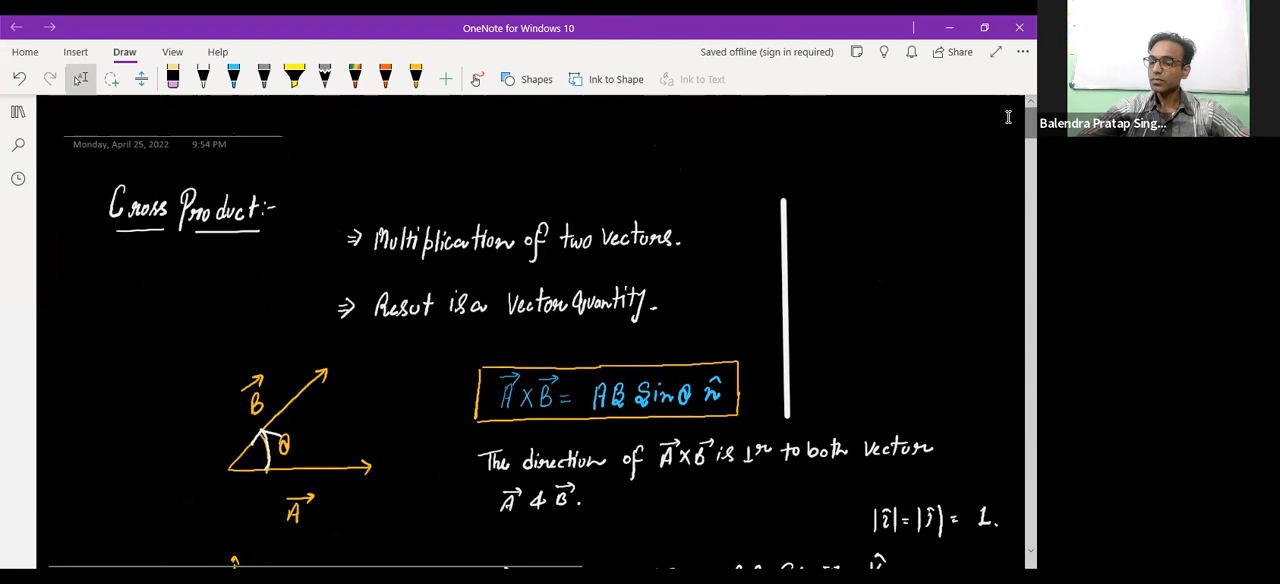 OneNote for Windows 10
Home Insert Draw View Help
Saved offline (sign in required) Share
Shapes Ink to Shape Ink to Text
Balendra Pratap Sing...
Monday, April 25, 2022 9:54 PM
Cross Product:-
⇒ Multiplication of two vectors.
⇒ Resut is a Vector quantity.
B⃗
θ
A⃗
A⃗ × B⃗ = AB Sinθ n̂
The direction of A⃗ × B⃗ is ⊥r to both vector
A⃗ & B⃗.
|î| = |ĵ| = 1.